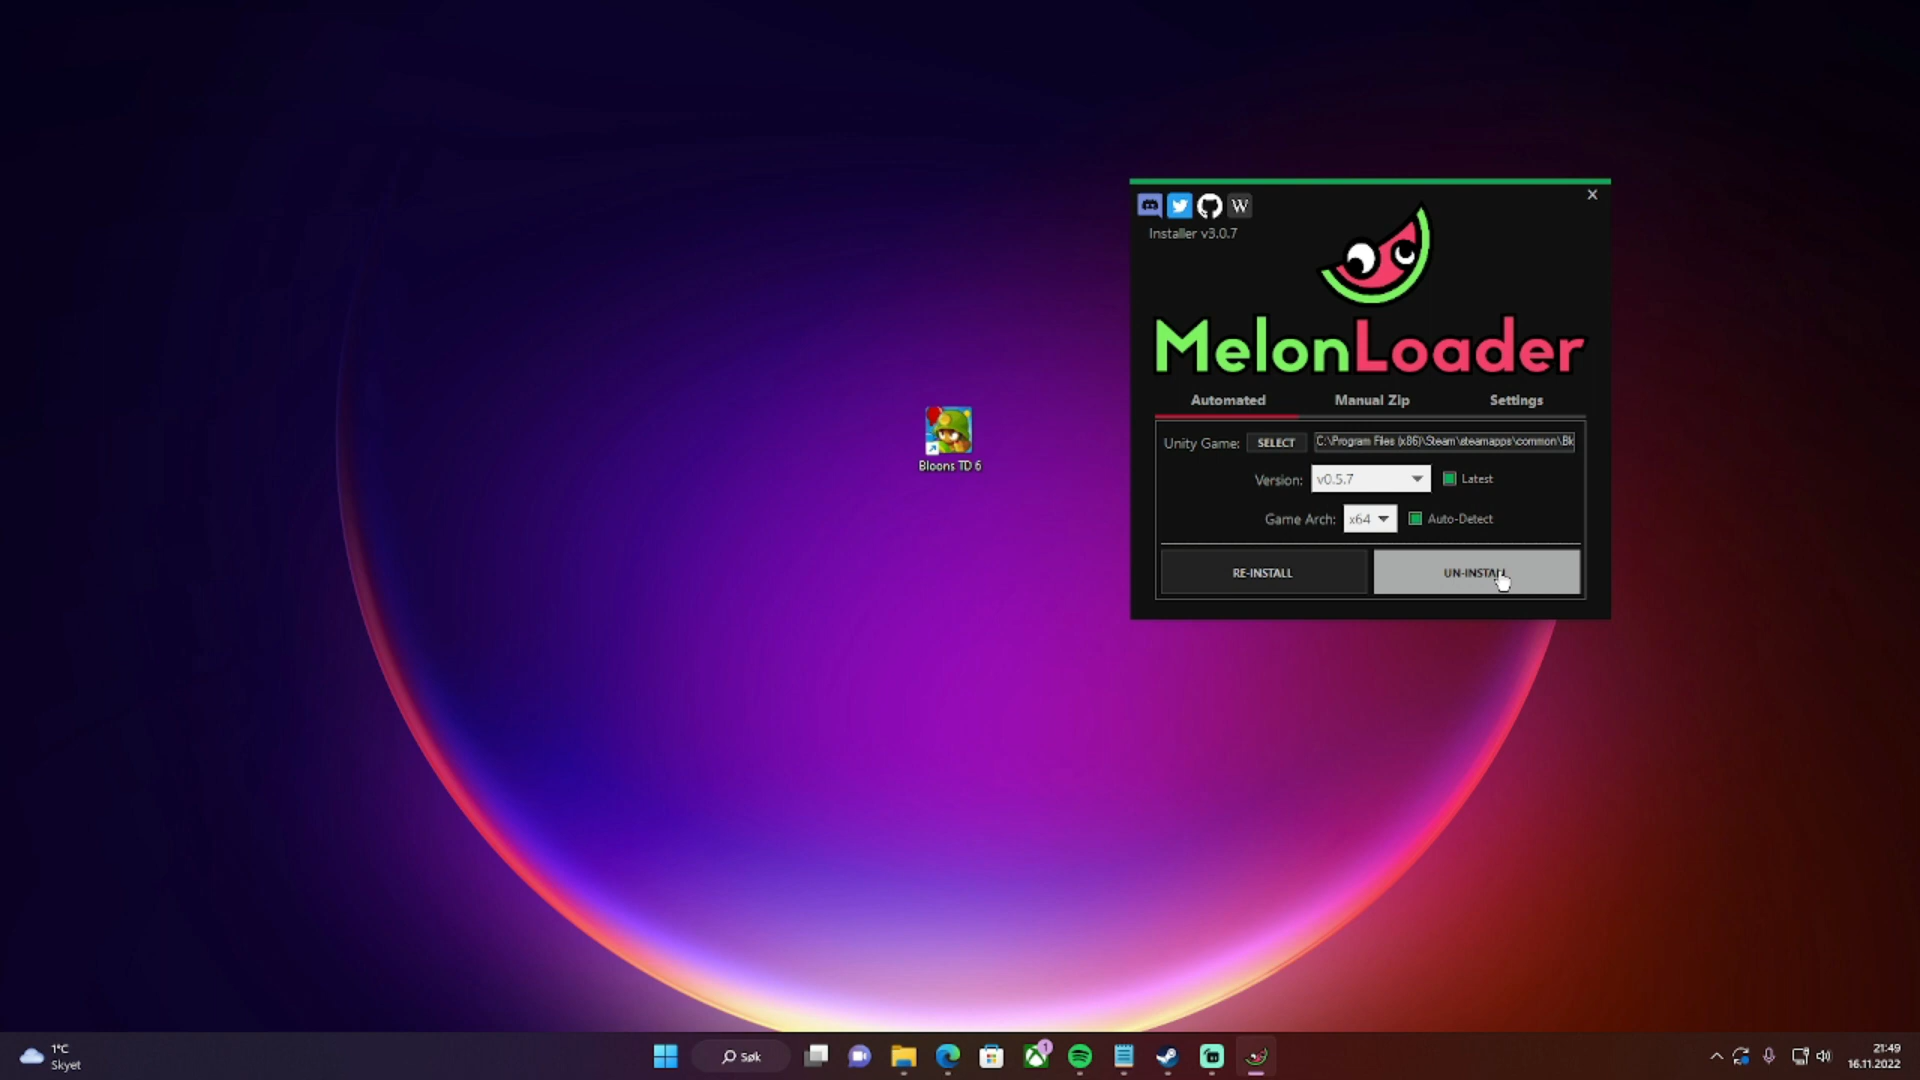 Installer v3.0.7
MelonLoader
Automated Manual Zip Settings
Unity Game: SELECT C:\Program Files (x86)\Steam\steamapps\common\Bl
Version: v0.5.7 Latest
Game Arch: x64 Auto-Detect
RE-INSTALL UN-INSTALL
Bloons TD 6
1°C
Skyet
Søk
1
21:49
16.11.2022
W